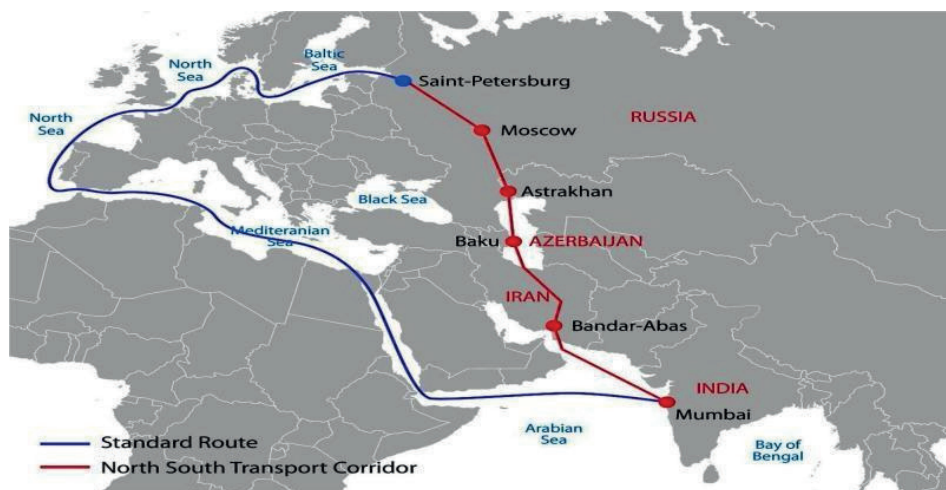 North
Sea
Baltic
Sea
Saint-Petersburg
North
Sea
RUSSIA
Moscow
Astrakhan
Black Sea
Mediteranian
Sea
Baku
AZERBAIJAN
IRAN
Bandar-Abas
INDIA
Mumbai
Arabian
Sea
Bay of
Bengal
Standard Route
North South Transport Corridor